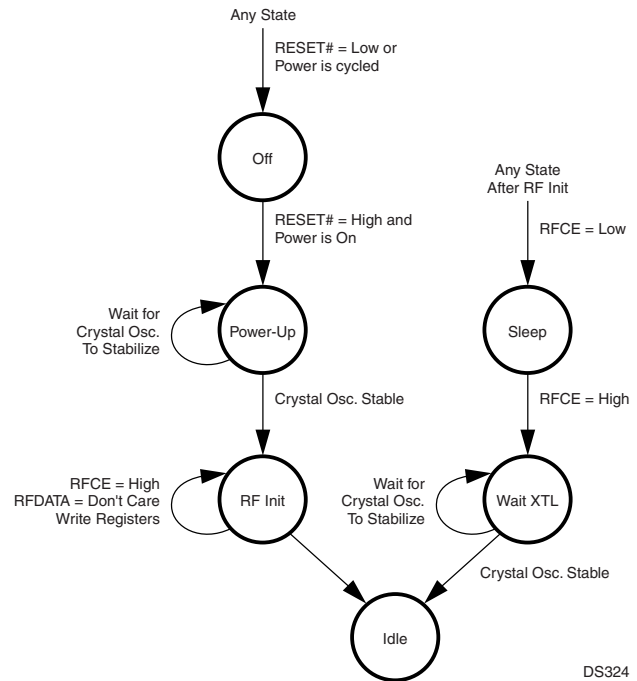 Any State
RESET# = Low or
Power is cycled
Off
Any State
After RF Init
RESET# = High and
Power is On
RFCE = Low
Wait for
Crystal Osc.
To Stabilize
Power-Up
Sleep
Crystal Osc. Stable
RFCE = High
RFCE = High
RFDATA = Don't Care
Write Registers
RF Init
Wait for
Crystal Osc.
To Stabilize
Wait XTL
Crystal Osc. Stable
Idle
DS324